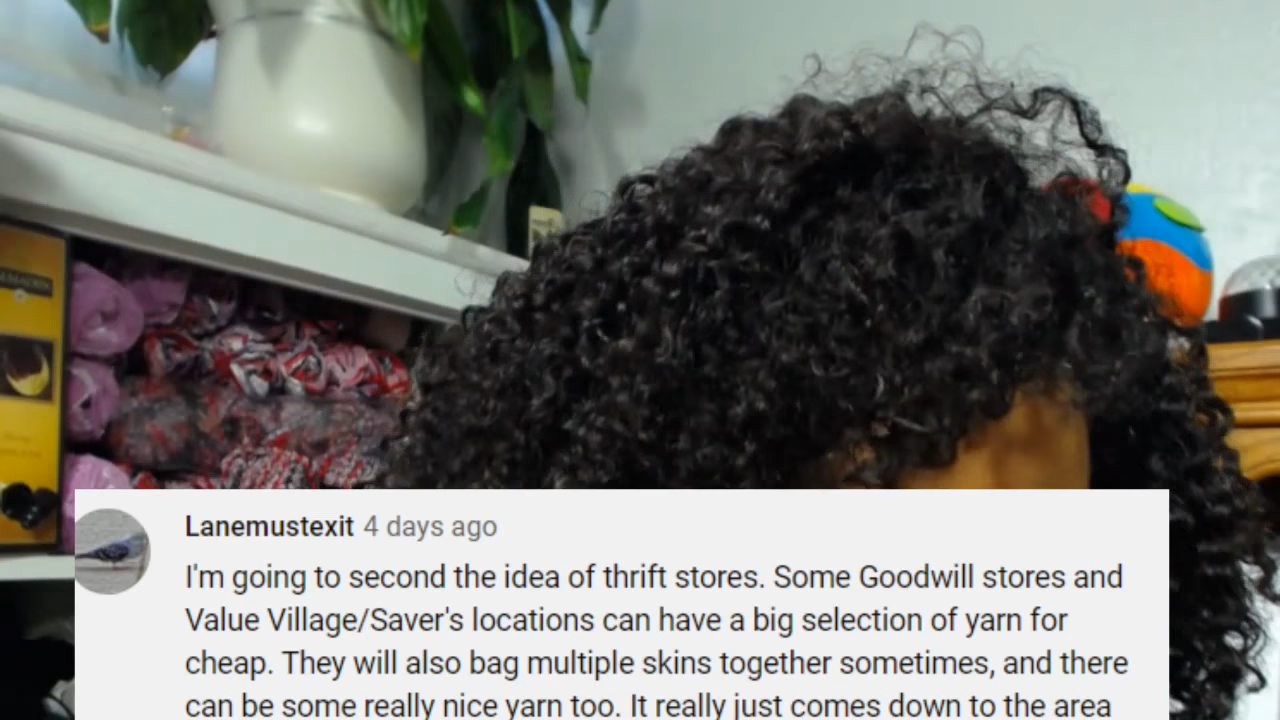 Lanemustexit 4 days ago
I'm going to second the idea of thrift stores. Some Goodwill stores and
Value Village/Saver's locations can have a big selection of yarn for
cheap. They will also bag multiple skins together sometimes, and there
can be some really nice yarn too. It really just comes down to the area